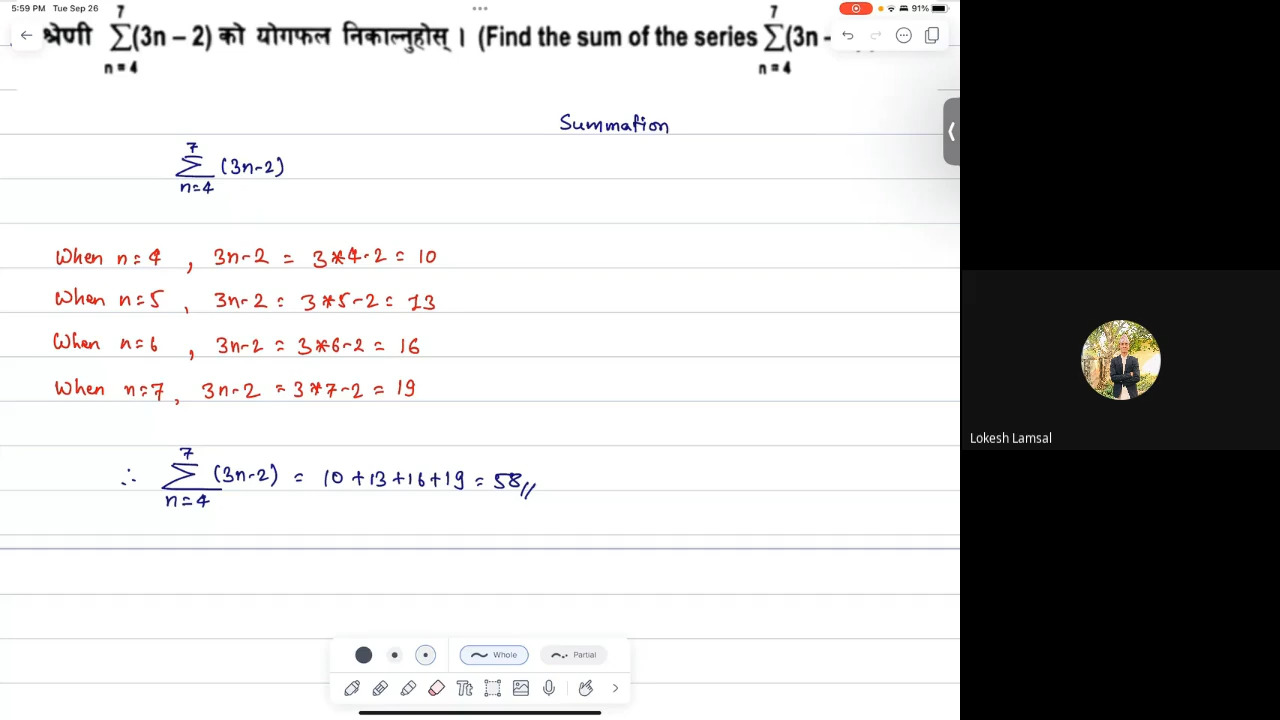 5:59 PM Tue Sep 26
91%
7
7
श्रेणी ∑(3n – 2) को योगफल निकाल्नुहोस् । (Find the sum of the series ∑(3n -
n = 4
n = 4
Summation
7
∑ (3n-2)
n=4
When n=4 , 3n-2 = 3*4-2 = 10
When n=5 , 3n-2 = 3*5-2 = 13
When n=6 , 3n-2 = 3*6-2 = 16
When n=7 , 3n-2 = 3*7-2 = 19
7
∴ ∑ (3n-2) = 10 +13 +16 +19 = 58//
n=4
Lokesh Lamsal
Whole
Partial
Tt